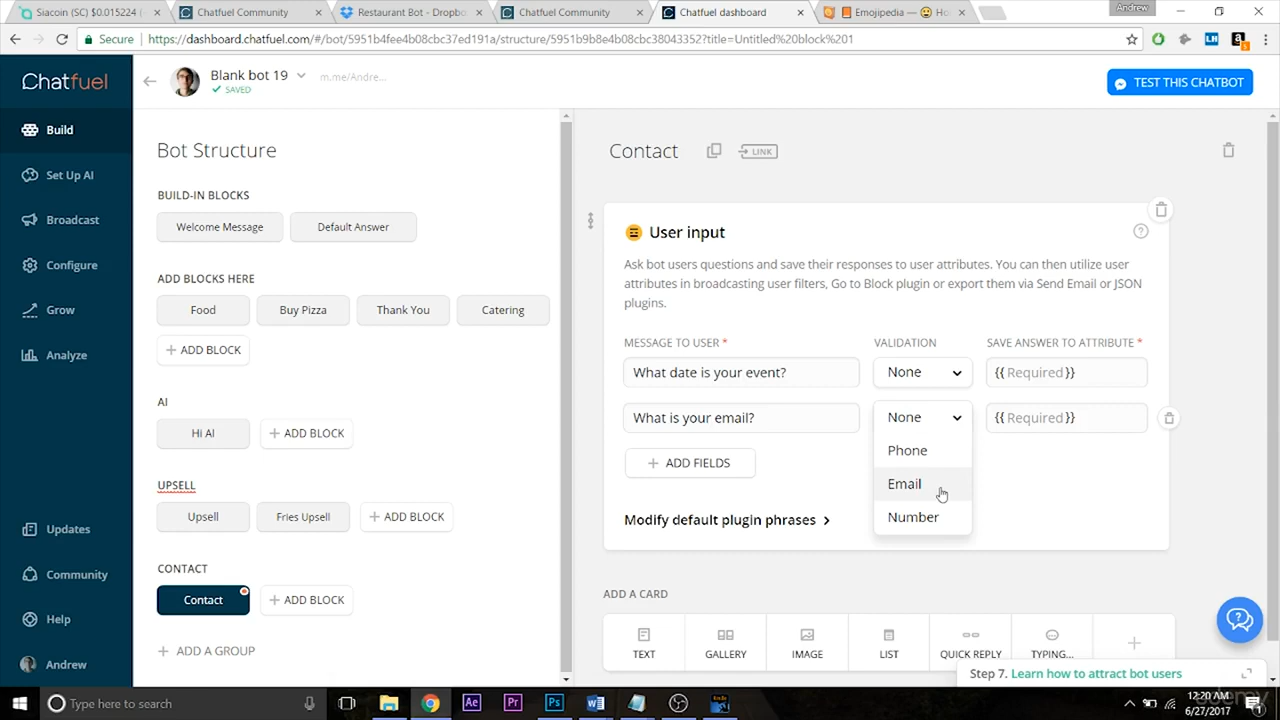 Siacoin (SC) $0.015224 (
Chatfuel Community
Restaurant Bot - Dropbo
Chatfuel Community
Chatfuel dashboard
Emojipedia — 😃 Ho
Andrew
Secure
https://dashboard.chatfuel.com/#/bot/5951b4fee4b08cbc37ed191a/structure/5951b9b8e4b08cbc38043352?title=Untitled%20block%201
LH
5
Chatfuel
Build
Set Up AI
Broadcast
Configure
Grow
Analyze
Updates
Community
Help
Andrew
Blank bot 19
m.me/Andre...
SAVED
TEST THIS CHATBOT
Bot Structure
BUILD-IN BLOCKS
Welcome Message
Default Answer
ADD BLOCKS HERE
Food
Buy Pizza
Thank You
Catering
+ ADD BLOCK
AI
Hi AI
+ ADD BLOCK
UPSELL
Upsell
Fries Upsell
+ ADD BLOCK
CONTACT
Contact
+ ADD BLOCK
+ ADD A GROUP
Contact
LINK
User input
?
Ask bot users questions and save their responses to user attributes. You can then utilize user
attributes in broadcasting user filters, Go to Block plugin or export them via Send Email or JSON
plugins.
MESSAGE TO USER *
VALIDATION
SAVE ANSWER TO ATTRIBUTE *
What date is your event?
None
{{ Required }}
What is your email?
None
{{ Required }}
Phone
Email
Number
+ ADD FIELDS
Modify default plugin phrases >
ADD A CARD
TEXT
GALLERY
IMAGE
LIST
QUICK REPLY
TYPING...
+
Step 7. Learn how to attract bot users
Type here to search
Ae
Pr
Ps
12:20 AM
6/27/2017
1